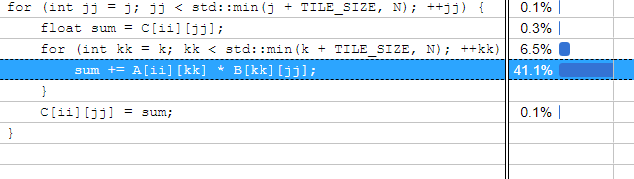 for (int jj = j; jj < std::min(j + TILE_SIZE, N); ++jj) { 0.1%
float sum = C[ii][jj]; 0.3%
for (int kk = k; kk < std::min(k + TILE_SIZE, N); ++kk) 6.5%
sum += A[ii][kk] * B[kk][jj]; 41.1%
}
C[ii][jj] = sum; 0.1%
}